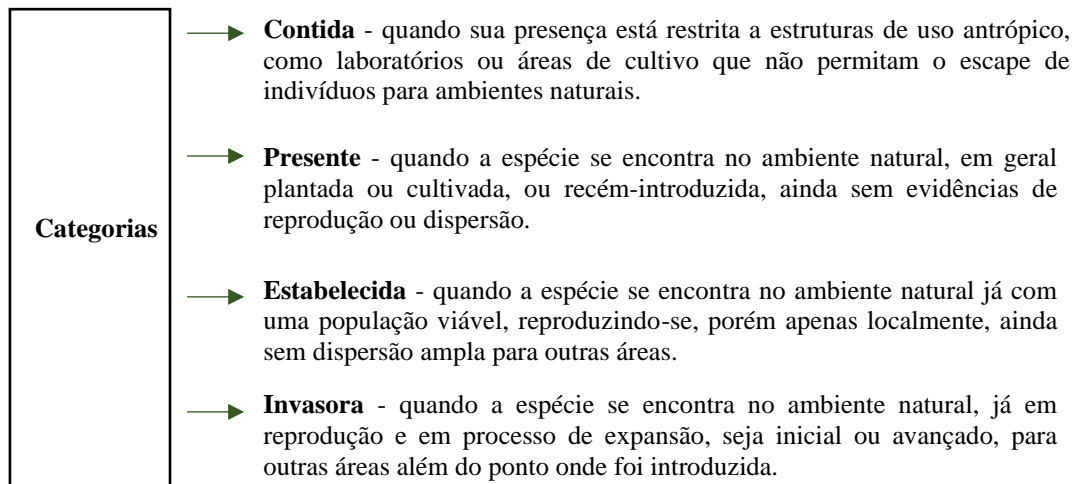 Categorias
Contida - quando sua presença está restrita a estruturas de uso antrópico,
como laboratórios ou áreas de cultivo que não permitam o escape de
indivíduos para ambientes naturais.
Presente - quando a espécie se encontra no ambiente natural, em geral
plantada ou cultivada, ou recém-introduzida, ainda sem evidências de
reprodução ou dispersão.
Estabelecida - quando a espécie se encontra no ambiente natural já com
uma população viável, reproduzindo-se, porém apenas localmente, ainda
sem dispersão ampla para outras áreas.
Invasora - quando a espécie se encontra no ambiente natural, já em
reprodução e em processo de expansão, seja inicial ou avançado, para
outras áreas além do ponto onde foi introduzida.